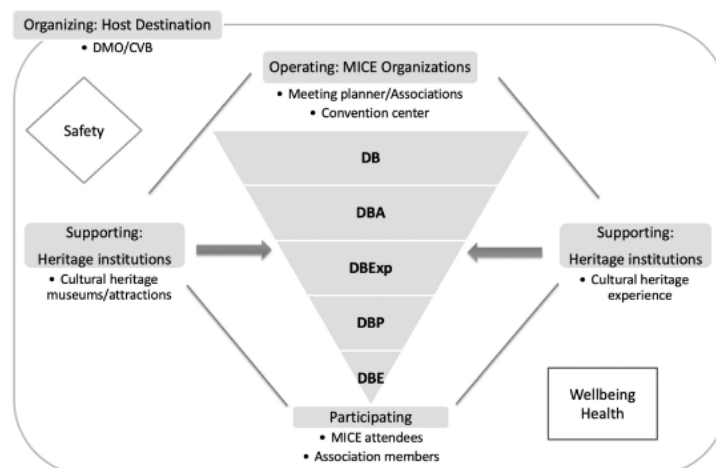 Organizing: Host Destination
• DMO/CVB
Operating: MICE Organizations
• Meeting planner/Associations
• Convention center
Safety
DB
DBA
DBExp
DBP
DBE
Supporting:
Heritage institutions
• Cultural heritage
museums/attractions
Supporting:
Heritage institutions
• Cultural heritage
experience
Wellbeing
Health
Participating
• MICE attendees
• Association members